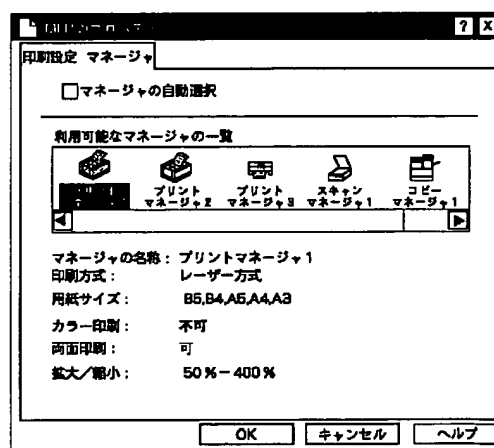 ? X
印刷設定 マネージャ
マネージャの自動選択
利用可能なマネージャの一覧
プリント マネージャ2
プリント マネージャ3
スキャン マネージャ1
コピー マネージャ1
マネージャの名称： プリントマネージャ1
印刷方式： レーザー方式
用紙サイズ： B5,B4,A5,A4,A3
カラー印刷： 不可
両面印刷： 可
拡大／縮小： 50％－400％
OK キャンセル ヘルプ